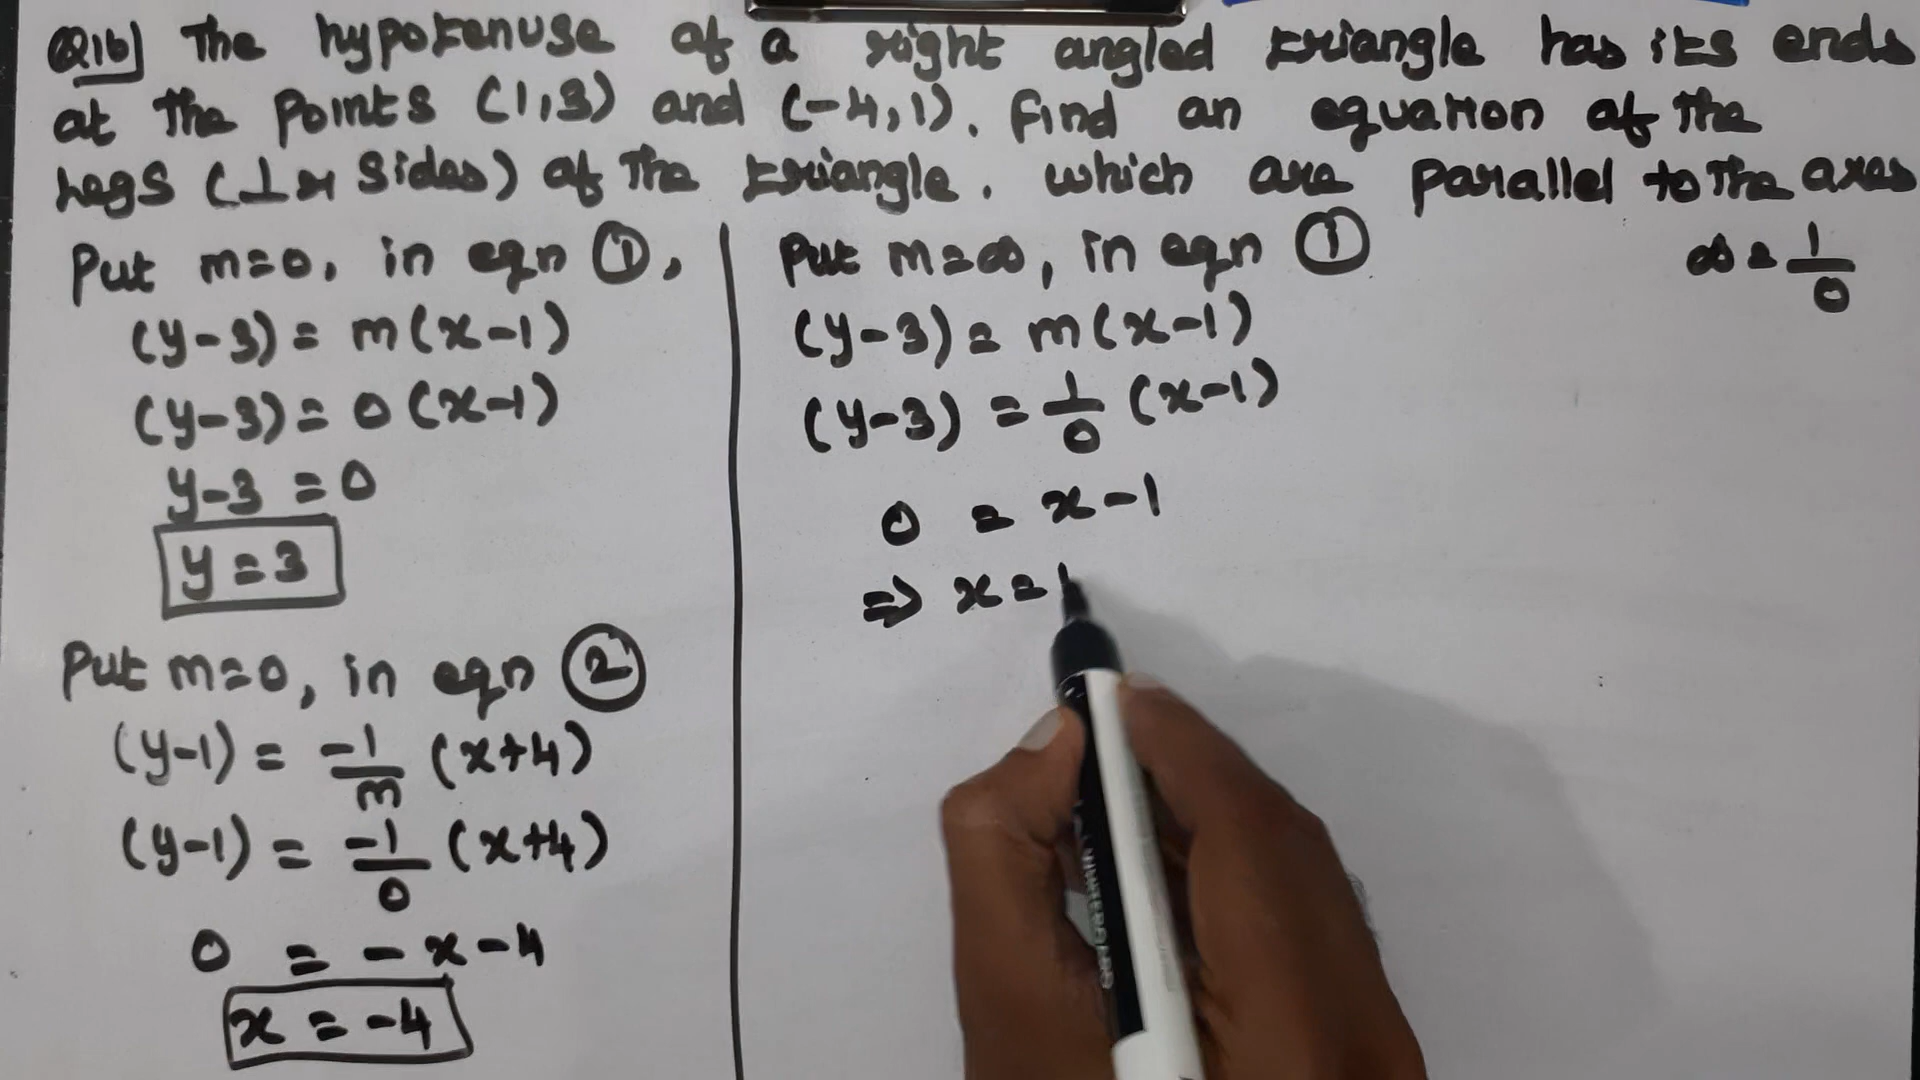 Q16] The hypotenuse of a right angled triangle has its ends
at the points (1,3) and (-4,1). Find an equation of the
Legs (⊥r sides) of the triangle. which are parallel to the axes
Put m=0, in eqn ①,
(y-3) = m(x-1)
(y-3) = 0(x-1)
y-3 = 0
y = 3
Put m=0, in eqn ②
(y-1) = -1/m (x+4)
(y-1) = -1/0 (x+4)
0 = -x-4
x = -4
Put m=∞, in eqn ①
∞ = 1/0
(y-3) = m(x-1)
(y-3) = 1/0 (x-1)
0 = x-1
⇒ x = 1